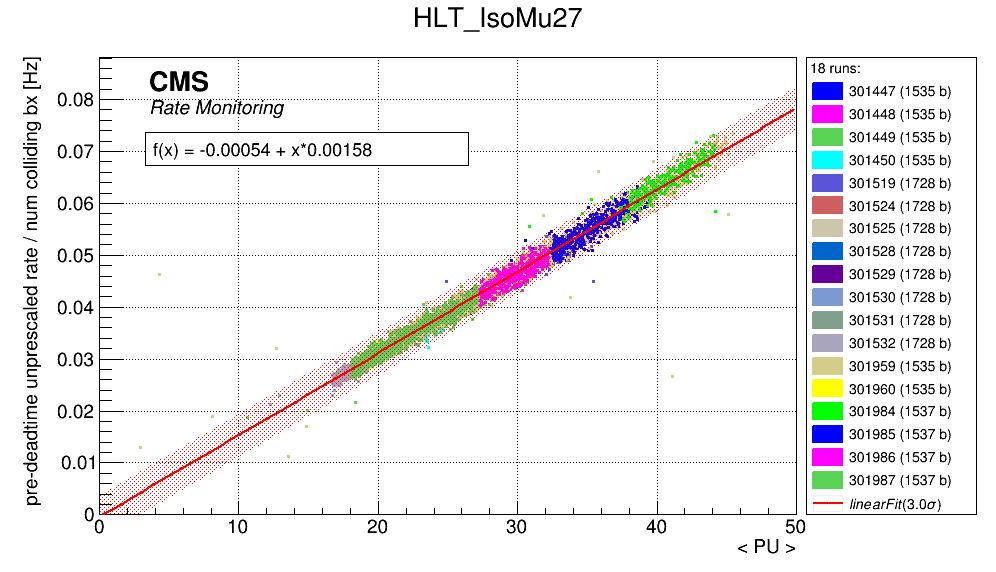 HLT_IsoMu27
pre-deadtime unprescaled rate / num colliding bx [Hz]
CMS
Rate Monitoring
f(x) = -0.00054 + x*0.00158
0.08
0.07
0.06
0.05
0.04
0.03
0.02
0.01
0
0 10 20 30 40 50
< PU >
18 runs:
301447 (1535 b)
301448 (1535 b)
301449 (1535 b)
301450 (1535 b)
301519 (1728 b)
301524 (1728 b)
301525 (1728 b)
301528 (1728 b)
301529 (1728 b)
301530 (1728 b)
301531 (1728 b)
301532 (1728 b)
301959 (1535 b)
301960 (1535 b)
301984 (1537 b)
301985 (1537 b)
301986 (1537 b)
301987 (1537 b)
linearFit(3.0σ)